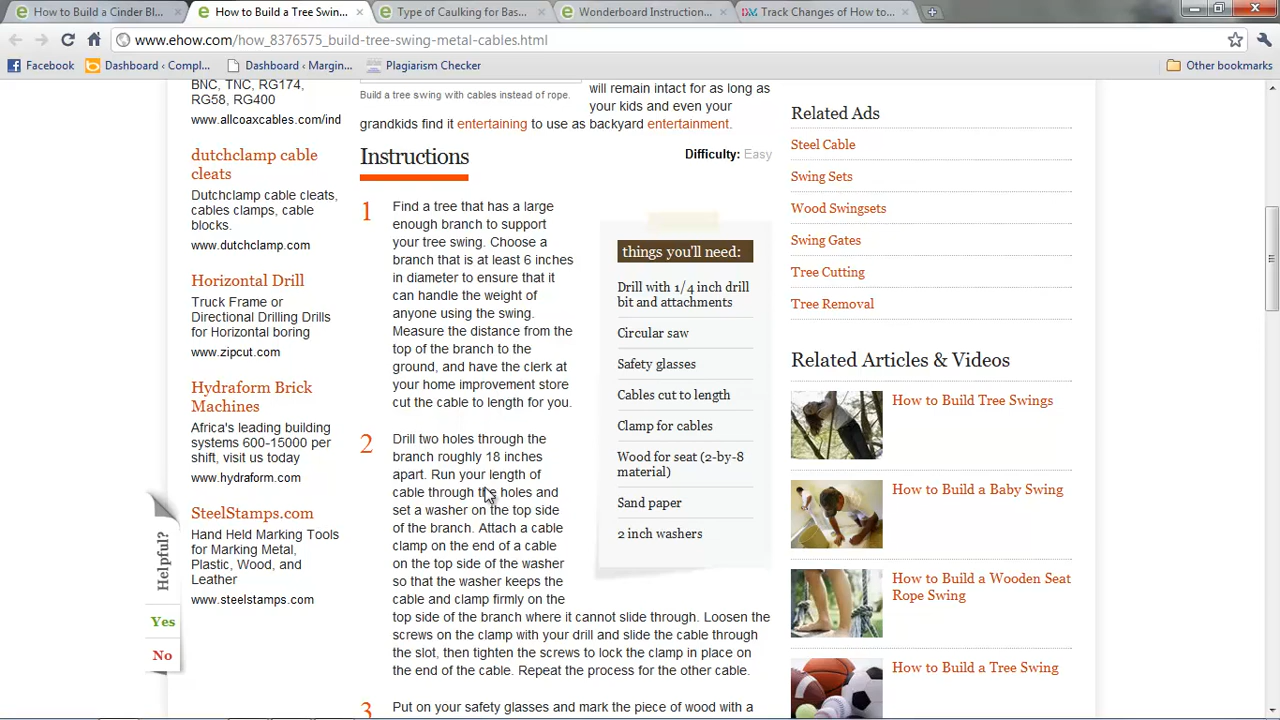 How to Build a Cinder Bl...
How to Build a Tree Swin...
Type of Caulking for Bas...
Wonderboard Instruction...
Track Changes of How to...
www.ehow.com/how_8376575_build-tree-swing-metal-cables.html
Facebook
Dashboard ‹ Compl...
Dashboard ‹ Margin...
Plagiarism Checker
Other bookmarks
BNC, TNC, RG174,
RG58, RG400
www.allcoaxcables.com/ind
dutchclamp cable
cleats
Dutchclamp cable cleats,
cables clamps, cable
blocks.
www.dutchclamp.com
Horizontal Drill
Truck Frame or
Directional Drilling Drills
for Horizontal boring
www.zipcut.com
Hydraform Brick
Machines
Africa's leading building
systems 600-15000 per
shift, visit us today
www.hydraform.com
SteelStamps.com
Hand Held Marking Tools
for Marking Metal,
Plastic, Wood, and
Leather
www.steelstamps.com
Helpful?
Yes
No
will remain intact for as long as
Build a tree swing with cables instead of rope.
your kids and even your
grandkids find it entertaining to use as backyard entertainment.
Instructions
Difficulty: Easy
1
Find a tree that has a large
enough branch to support
your tree swing. Choose a
branch that is at least 6 inches
in diameter to ensure that it
can handle the weight of
anyone using the swing.
Measure the distance from the
top of the branch to the
ground, and have the clerk at
your home improvement store
cut the cable to length for you.
2
Drill two holes through the
branch roughly 18 inches
apart. Run your length of
cable through the holes and
set a washer on the top side
of the branch. Attach a cable
clamp on the end of a cable
on the top side of the washer
so that the washer keeps the
cable and clamp firmly on the
top side of the branch where it cannot slide through. Loosen the
screws on the clamp with your drill and slide the cable through
the slot, then tighten the screws to lock the clamp in place on
the end of the cable. Repeat the process for the other cable.
3
Put on your safety glasses and mark the piece of wood with a
things you'll need:
Drill with 1/4 inch drill
bit and attachments
Circular saw
Safety glasses
Cables cut to length
Clamp for cables
Wood for seat (2-by-8
material)
Sand paper
2 inch washers
Related Ads
Steel Cable
Swing Sets
Wood Swingsets
Swing Gates
Tree Cutting
Tree Removal
Related Articles & Videos
How to Build Tree Swings
How to Build a Baby Swing
How to Build a Wooden Seat
Rope Swing
How to Build a Tree Swing